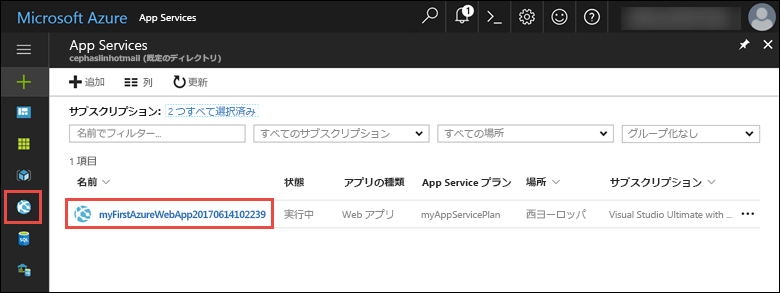 Microsoft Azure App Services
1
App Services
cephaslinhotmail (既定のディレクトリ)
追加 列 更新
サブスクリプション: 2 つすべて選択済み
名前でフィルター... すべてのサブスクリプション すべての場所 グループ化なし
1 項目
名前 状態 アプリの種類 App Service プラン 場所 サブスクリプション
myFirstAzureWebApp20170614102239 実行中 Web アプリ myAppServicePlan 西ヨーロッパ Visual Studio Ultimate with ...
SQL